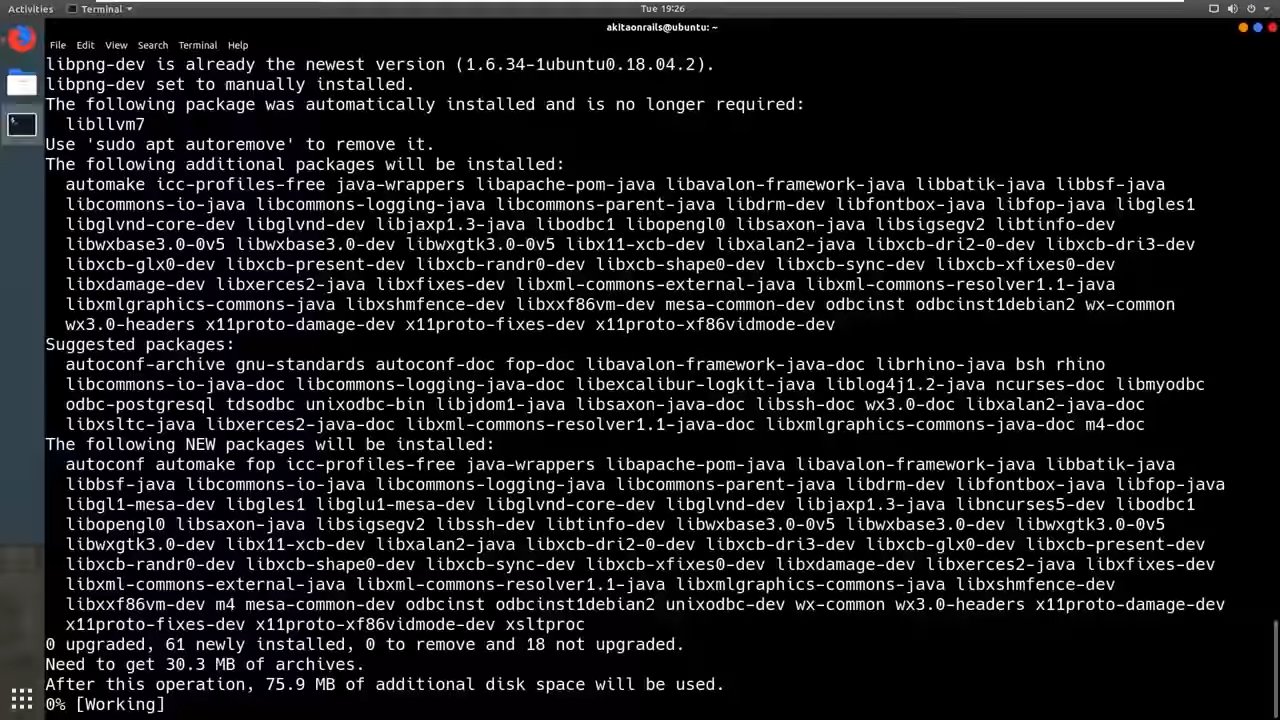 Activities
Terminal
Tue 19:26
akitaonrails@ubuntu: ~
File Edit View Search Terminal Help
libpng-dev is already the newest version (1.6.34-1ubuntu0.18.04.2).
libpng-dev set to manually installed.
The following package was automatically installed and is no longer required:
libllvm7
Use 'sudo apt autoremove' to remove it.
The following additional packages will be installed:
automake icc-profiles-free java-wrappers libapache-pom-java libavalon-framework-java libbatik-java libbsf-java
libcommons-io-java libcommons-logging-java libcommons-parent-java libdrm-dev libfontbox-java libfop-java libgles1
libglvnd-core-dev libglvnd-dev libjaxp1.3-java libodbc1 libopengl0 libsaxon-java libsigsegv2 libtinfo-dev
libwxbase3.0-0v5 libwxbase3.0-dev libwxgtk3.0-0v5 libx11-xcb-dev libxalan2-java libxcb-dri2-0-dev libxcb-dri3-dev
libxcb-glx0-dev libxcb-present-dev libxcb-randr0-dev libxcb-shape0-dev libxcb-sync-dev libxcb-xfixes0-dev
libxdamage-dev libxerces2-java libxfixes-dev libxml-commons-external-java libxml-commons-resolver1.1-java
libxmlgraphics-commons-java libxshmfence-dev libxxf86vm-dev mesa-common-dev odbcinst odbcinst1debian2 wx-common
wx3.0-headers x11proto-damage-dev x11proto-fixes-dev x11proto-xf86vidmode-dev
Suggested packages:
autoconf-archive gnu-standards autoconf-doc fop-doc libavalon-framework-java-doc librhino-java bsh rhino
libcommons-io-java-doc libcommons-logging-java-doc libexcalibur-logkit-java liblog4j1.2-java ncurses-doc libmyodbc
odbc-postgresql tdsodbc unixodbc-bin libjdom1-java libsaxon-java-doc libssh-doc wx3.0-doc libxalan2-java-doc
libxsltc-java libxerces2-java-doc libxml-commons-resolver1.1-java-doc libxmlgraphics-commons-java-doc m4-doc
The following NEW packages will be installed:
autoconf automake fop icc-profiles-free java-wrappers libapache-pom-java libavalon-framework-java libbatik-java
libbsf-java libcommons-io-java libcommons-logging-java libcommons-parent-java libdrm-dev libfontbox-java libfop-java
libgl1-mesa-dev libgles1 libglu1-mesa-dev libglvnd-core-dev libglvnd-dev libjaxp1.3-java libncurses5-dev libodbc1
libopengl0 libsaxon-java libsigsegv2 libssh-dev libtinfo-dev libwxbase3.0-0v5 libwxbase3.0-dev libwxgtk3.0-0v5
libwxgtk3.0-dev libx11-xcb-dev libxalan2-java libxcb-dri2-0-dev libxcb-dri3-dev libxcb-glx0-dev libxcb-present-dev
libxcb-randr0-dev libxcb-shape0-dev libxcb-sync-dev libxcb-xfixes0-dev libxdamage-dev libxerces2-java libxfixes-dev
libxml-commons-external-java libxml-commons-resolver1.1-java libxmlgraphics-commons-java libxshmfence-dev
libxxf86vm-dev m4 mesa-common-dev odbcinst odbcinst1debian2 unixodbc-dev wx-common wx3.0-headers x11proto-damage-dev
x11proto-fixes-dev x11proto-xf86vidmode-dev xsltproc
0 upgraded, 61 newly installed, 0 to remove and 18 not upgraded.
Need to get 30.3 MB of archives.
After this operation, 75.9 MB of additional disk space will be used.
0% [Working]